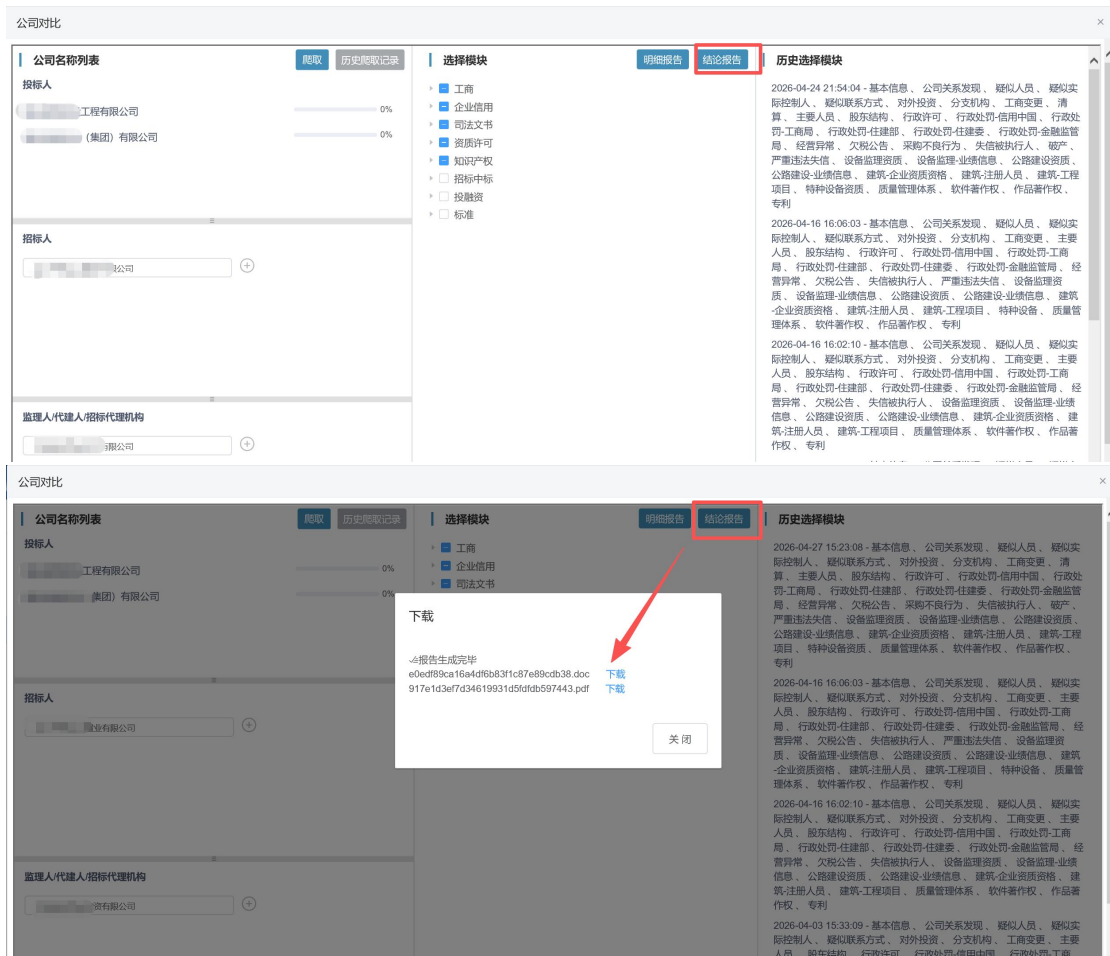 公司对比
×
公司名称列表
爬取
历史爬取记录
投标人
工程有限公司
0%
（集团）有限公司
0%
招标人
公司
监理人/代建人/招标代理机构
有限公司
选择模块
明细报告
结论报告
工商
企业信用
司法文书
资质许可
知识产权
招标中标
投融资
标准
历史选择模块
2026-04-24 21:54:04 - 基本信息 、 公司关系发现 、 疑似人员 、 疑似实
际控制人 、 疑似联系方式 、 对外投资 、 分支机构 、 工商变更 、 清
算 、 主要人员 、 股东结构 、 行政许可 、 行政处罚-信用中国 、 行政处
罚-工商局 、 行政处罚-住建部 、 行政处罚-住建委 、 行政处罚-金融监管
局 、 经营异常 、 欠税公告 、 采购不良行为 、 失信被执行人 、 破产 、
严重违法失信 、 设备监理资质 、 设备监理-业绩信息 、 公路建设资质 、
公路建设-业绩信息 、 建筑-企业资质资格 、 建筑-注册人员 、 建筑-工程
项目 、 特种设备资质 、 质量管理体系 、 软件著作权 、 作品著作权 、
专利
2026-04-16 16:06:03 - 基本信息 、 公司关系发现 、 疑似人员 、 疑似实
际控制人 、 疑似联系方式 、 对外投资 、 分支机构 、 工商变更 、 主要
人员 、 股东结构 、 行政许可 、 行政处罚-信用中国 、 行政处罚-工商
局 、 行政处罚-住建部 、 行政处罚-住建委 、 行政处罚-金融监管局 、 经
营异常 、 欠税公告 、 失信被执行人 、 严重违法失信 、 设备监理资
质 、 设备监理-业绩信息 、 公路建设资质 、 公路建设-业绩信息 、 建筑
-企业资质资格 、 建筑-注册人员 、 建筑-工程项目 、 特种设备 、 质量管
理体系 、 软件著作权 、 作品著作权 、 专利
2026-04-16 16:02:10 - 基本信息 、 公司关系发现 、 疑似人员 、 疑似实
际控制人 、 疑似联系方式 、 对外投资 、 分支机构 、 工商变更 、 主要
人员 、 股东结构 、 行政许可 、 行政处罚-信用中国 、 行政处罚-工商
局 、 行政处罚-住建部 、 行政处罚-住建委 、 行政处罚-金融监管局 、 经
营异常 、 欠税公告 、 失信被执行人 、 设备监理资质 、 设备监理-业绩
信息 、 公路建设资质 、 公路建设-业绩信息 、 建筑-企业资质资格 、 建
筑-注册人员 、 建筑-工程项目 、 质量管理体系 、 软件著作权 、 作品著
作权 、 专利
公司对比
×
公司名称列表
爬取
历史爬取记录
投标人
工程有限公司
0%
集团）有限公司
0%
招标人
业有限公司
监理人/代建人/招标代理机构
资有限公司
选择模块
明细报告
结论报告
工商
企业信用
司法文书
下载
报告生成完毕
e0edf89ca16a4df6b83f1c87e89cdb38.doc 下载
917e1d3ef7d34619931d5fdfdb597443.pdf 下载
关 闭
历史选择模块
2026-04-27 15:23:08 - 基本信息 、 公司关系发现 、 疑似人员 、 疑似实
际控制人 、 疑似联系方式 、 对外投资 、 分支机构 、 工商变更 、 清
算 、 主要人员 、 股东结构 、 行政许可 、 行政处罚-信用中国 、 行政处
罚-工商局 、 行政处罚-住建部 、 行政处罚-住建委 、 行政处罚-金融监管
局 、 经营异常 、 欠税公告 、 采购不良行为 、 失信被执行人 、 破产 、
严重违法失信 、 设备监理资质 、 设备监理-业绩信息 、 公路建设资质 、
公路建设-业绩信息 、 建筑-企业资质资格 、 建筑-注册人员 、 建筑-工程
项目 、 特种设备资质 、 质量管理体系 、 软件著作权 、 作品著作权 、
专利
2026-04-16 16:06:03 - 基本信息 、 公司关系发现 、 疑似人员 、 疑似实
际控制人 、 疑似联系方式 、 对外投资 、 分支机构 、 工商变更 、 主要
人员 、 股东结构 、 行政许可 、 行政处罚-信用中国 、 行政处罚-工商
局 、 行政处罚-住建部 、 行政处罚-住建委 、 行政处罚-金融监管局 、 经
营异常 、 欠税公告 、 失信被执行人 、 严重违法失信 、 设备监理资
质 、 设备监理-业绩信息 、 公路建设资质 、 公路建设-业绩信息 、 建筑
-企业资质资格 、 建筑-注册人员 、 建筑-工程项目 、 特种设备 、 质量管
理体系 、 软件著作权 、 作品著作权 、 专利
2026-04-16 16:02:10 - 基本信息 、 公司关系发现 、 疑似人员 、 疑似实
际控制人 、 疑似联系方式 、 对外投资 、 分支机构 、 工商变更 、 主要
人员 、 股东结构 、 行政许可 、 行政处罚-信用中国 、 行政处罚-工商
局 、 行政处罚-住建部 、 行政处罚-住建委 、 行政处罚-金融监管局 、 经
营异常 、 欠税公告 、 失信被执行人 、 设备监理资质 、 设备监理-业绩
信息 、 公路建设资质 、 公路建设-业绩信息 、 建筑-企业资质资格 、 建
筑-注册人员 、 建筑-工程项目 、 质量管理体系 、 软件著作权 、 作品著
作权 、 专利
2026-04-03 15:33:09 - 基本信息 、 公司关系发现 、 疑似人员 、 疑似实
际控制人 、 疑似联系方式 、 对外投资 、 分支机构 、 工商变更 、 主要
人员 、 股东结构 、 行政许可 、 行政处罚-信用中国 、 行政处罚-工商